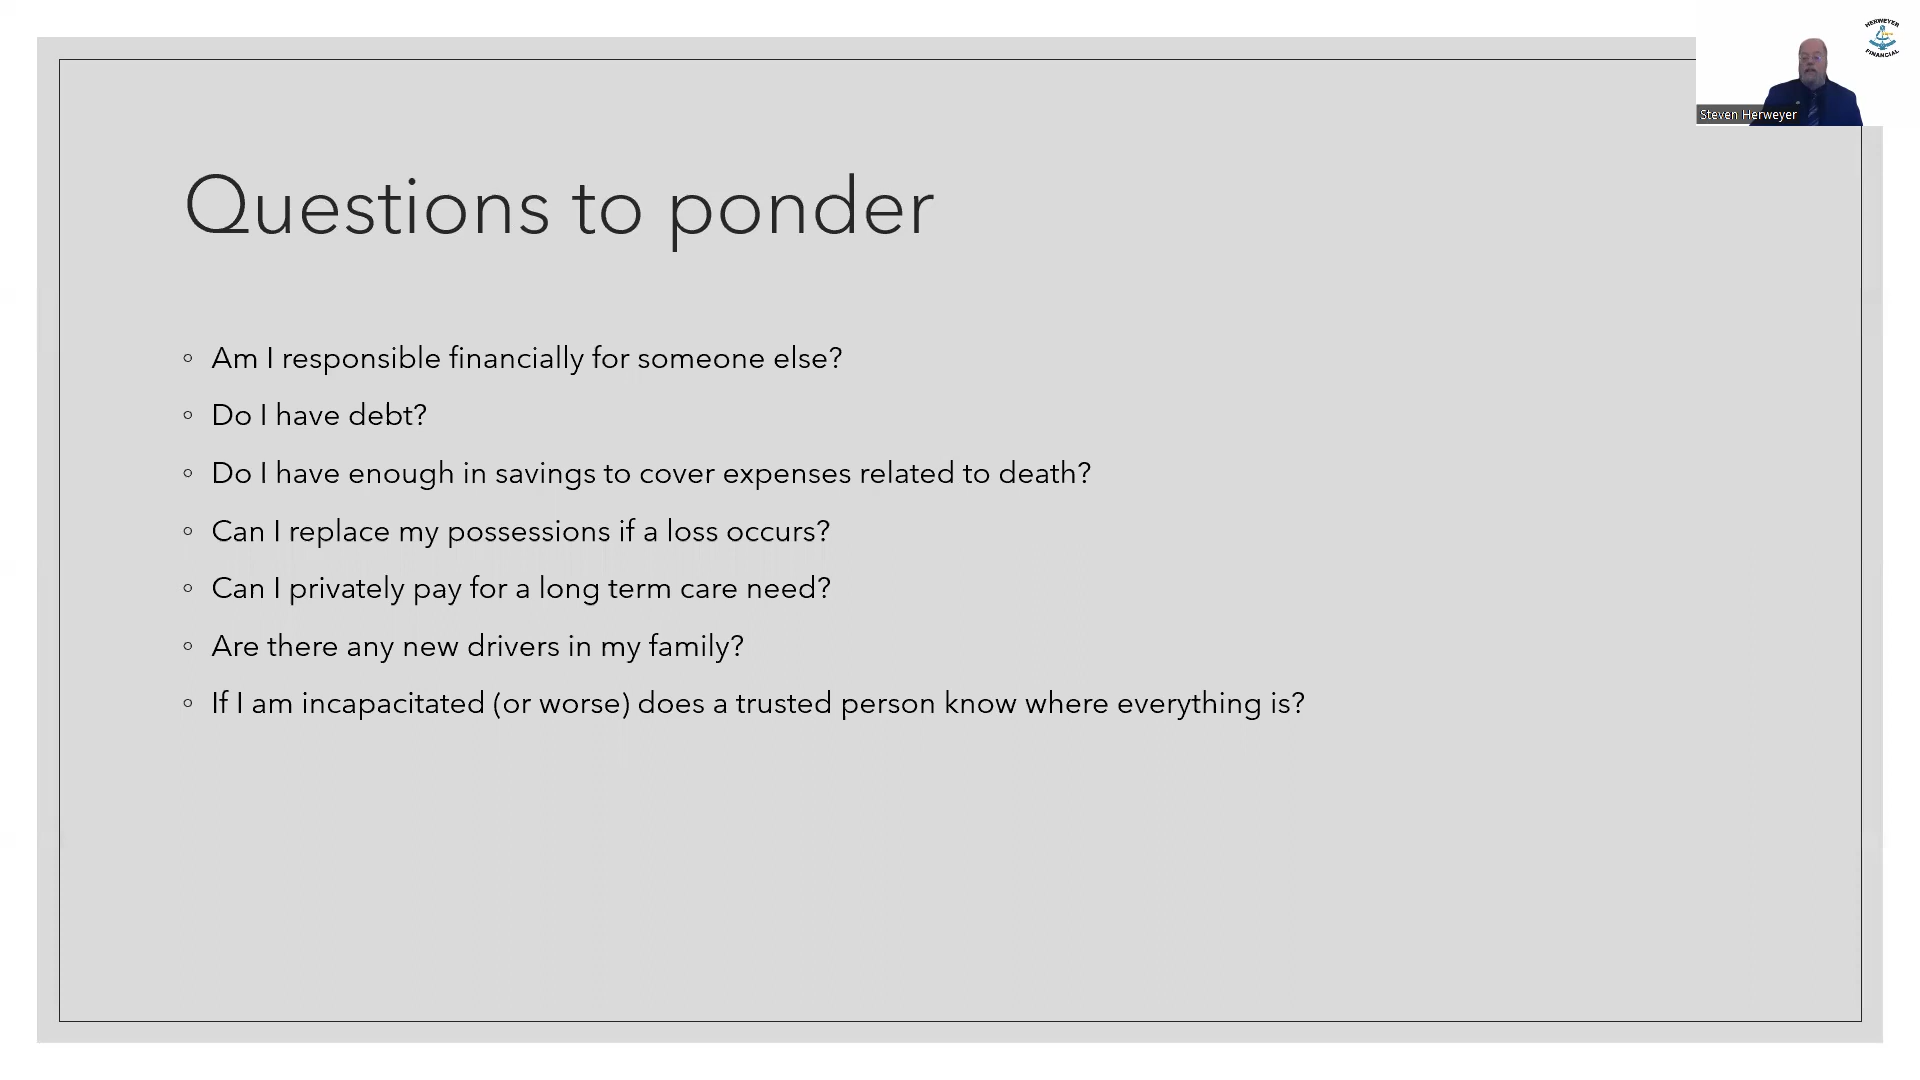 HERWEYER
FINANCIAL
Steven Herweyer
Questions to ponder
◦ Am I responsible financially for someone else?
◦ Do I have debt?
◦ Do I have enough in savings to cover expenses related to death?
◦ Can I replace my possessions if a loss occurs?
◦ Can I privately pay for a long term care need?
◦ Are there any new drivers in my family?
◦ If I am incapacitated (or worse) does a trusted person know where everything is?